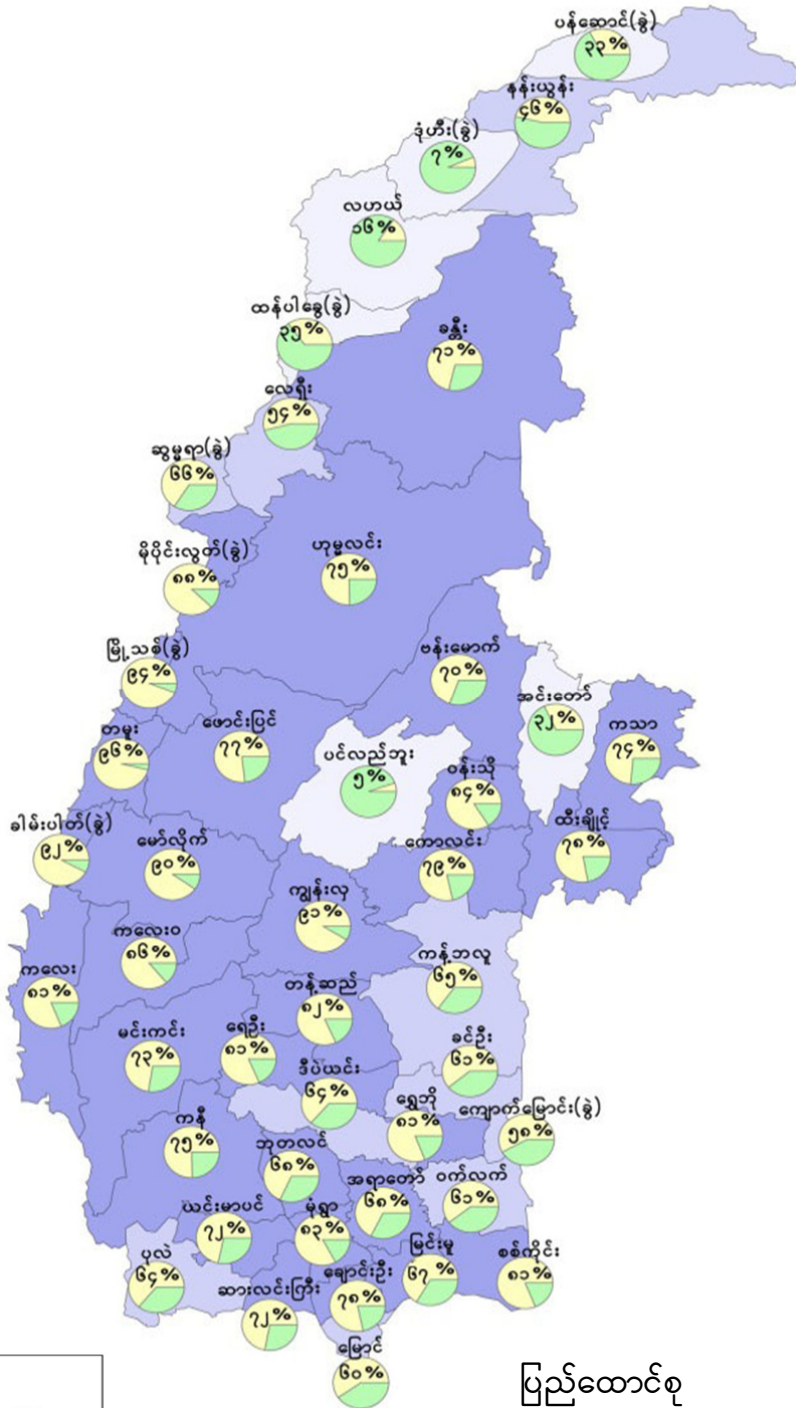 ပန်ဆောင်(ခွဲ)
၃၃%
နန်းယွန်း
၄၆%
ဒုံဟီး(ခွဲ)
၇%
လဟယ်
၁၆%
ထန်ပါခွေ(ခွဲ)
၃၅%
ခန္တီး
၇၁%
လေရှီး
၅၄%
ဆွမ္မရာ(ခွဲ)
၆၆%
ဟုမ္မလင်း
၇၅%
မိုပိုင်းလွတ်(ခွဲ)
၈၈%
မြို့သစ်(ခွဲ)
၉၄%
ဗန်းမောက်
၇၀%
အင်းတော်
၃၂%
ကသာ
၇၄%
တမူး
၉၆%
ဖောင်းပြင်
၇၇%
ပင်လည်ဘူး
၅%
ဝန်းသို
၈၄%
ထီးချိုင့်
၇၈%
ခါမ်းပါတ်(ခွဲ)
၉၂%
မော်လိုက်
၉၀%
ကောလင်း
၇၉%
ကျွန်းလှ
၉၁%
ကလေးဝ
၈၆%
ကန့်ဘလူ
၆၅%
ကလေး
၈၁%
တန့်ဆည်
၈၂%
မင်းကင်း
၇၃%
ရေဦး
၈၁%
ခင်ဦး
၆၁%
ဒီပဲယင်း
၆၄%
ရွှေဘို
၈၁%
ကျောက်မြောင်း(ခွဲ)
၅၈%
ကနီ
၇၅%
ဘုတလင်
၆၈%
အရာတော်
၆၈%
ဝက်လက်
၆၁%
ယင်းမာပင်
၇၂%
မုံရွာ
၈၃%
ပုလဲ
၆၄%
မြင်းမူ
၆၇%
စစ်ကိုင်း
၈၁%
ဆားလင်းကြီး
၇၂%
ချောင်းဦး
၇၈%
မြောင်
၆၀%
ပြည်ထောင်စု